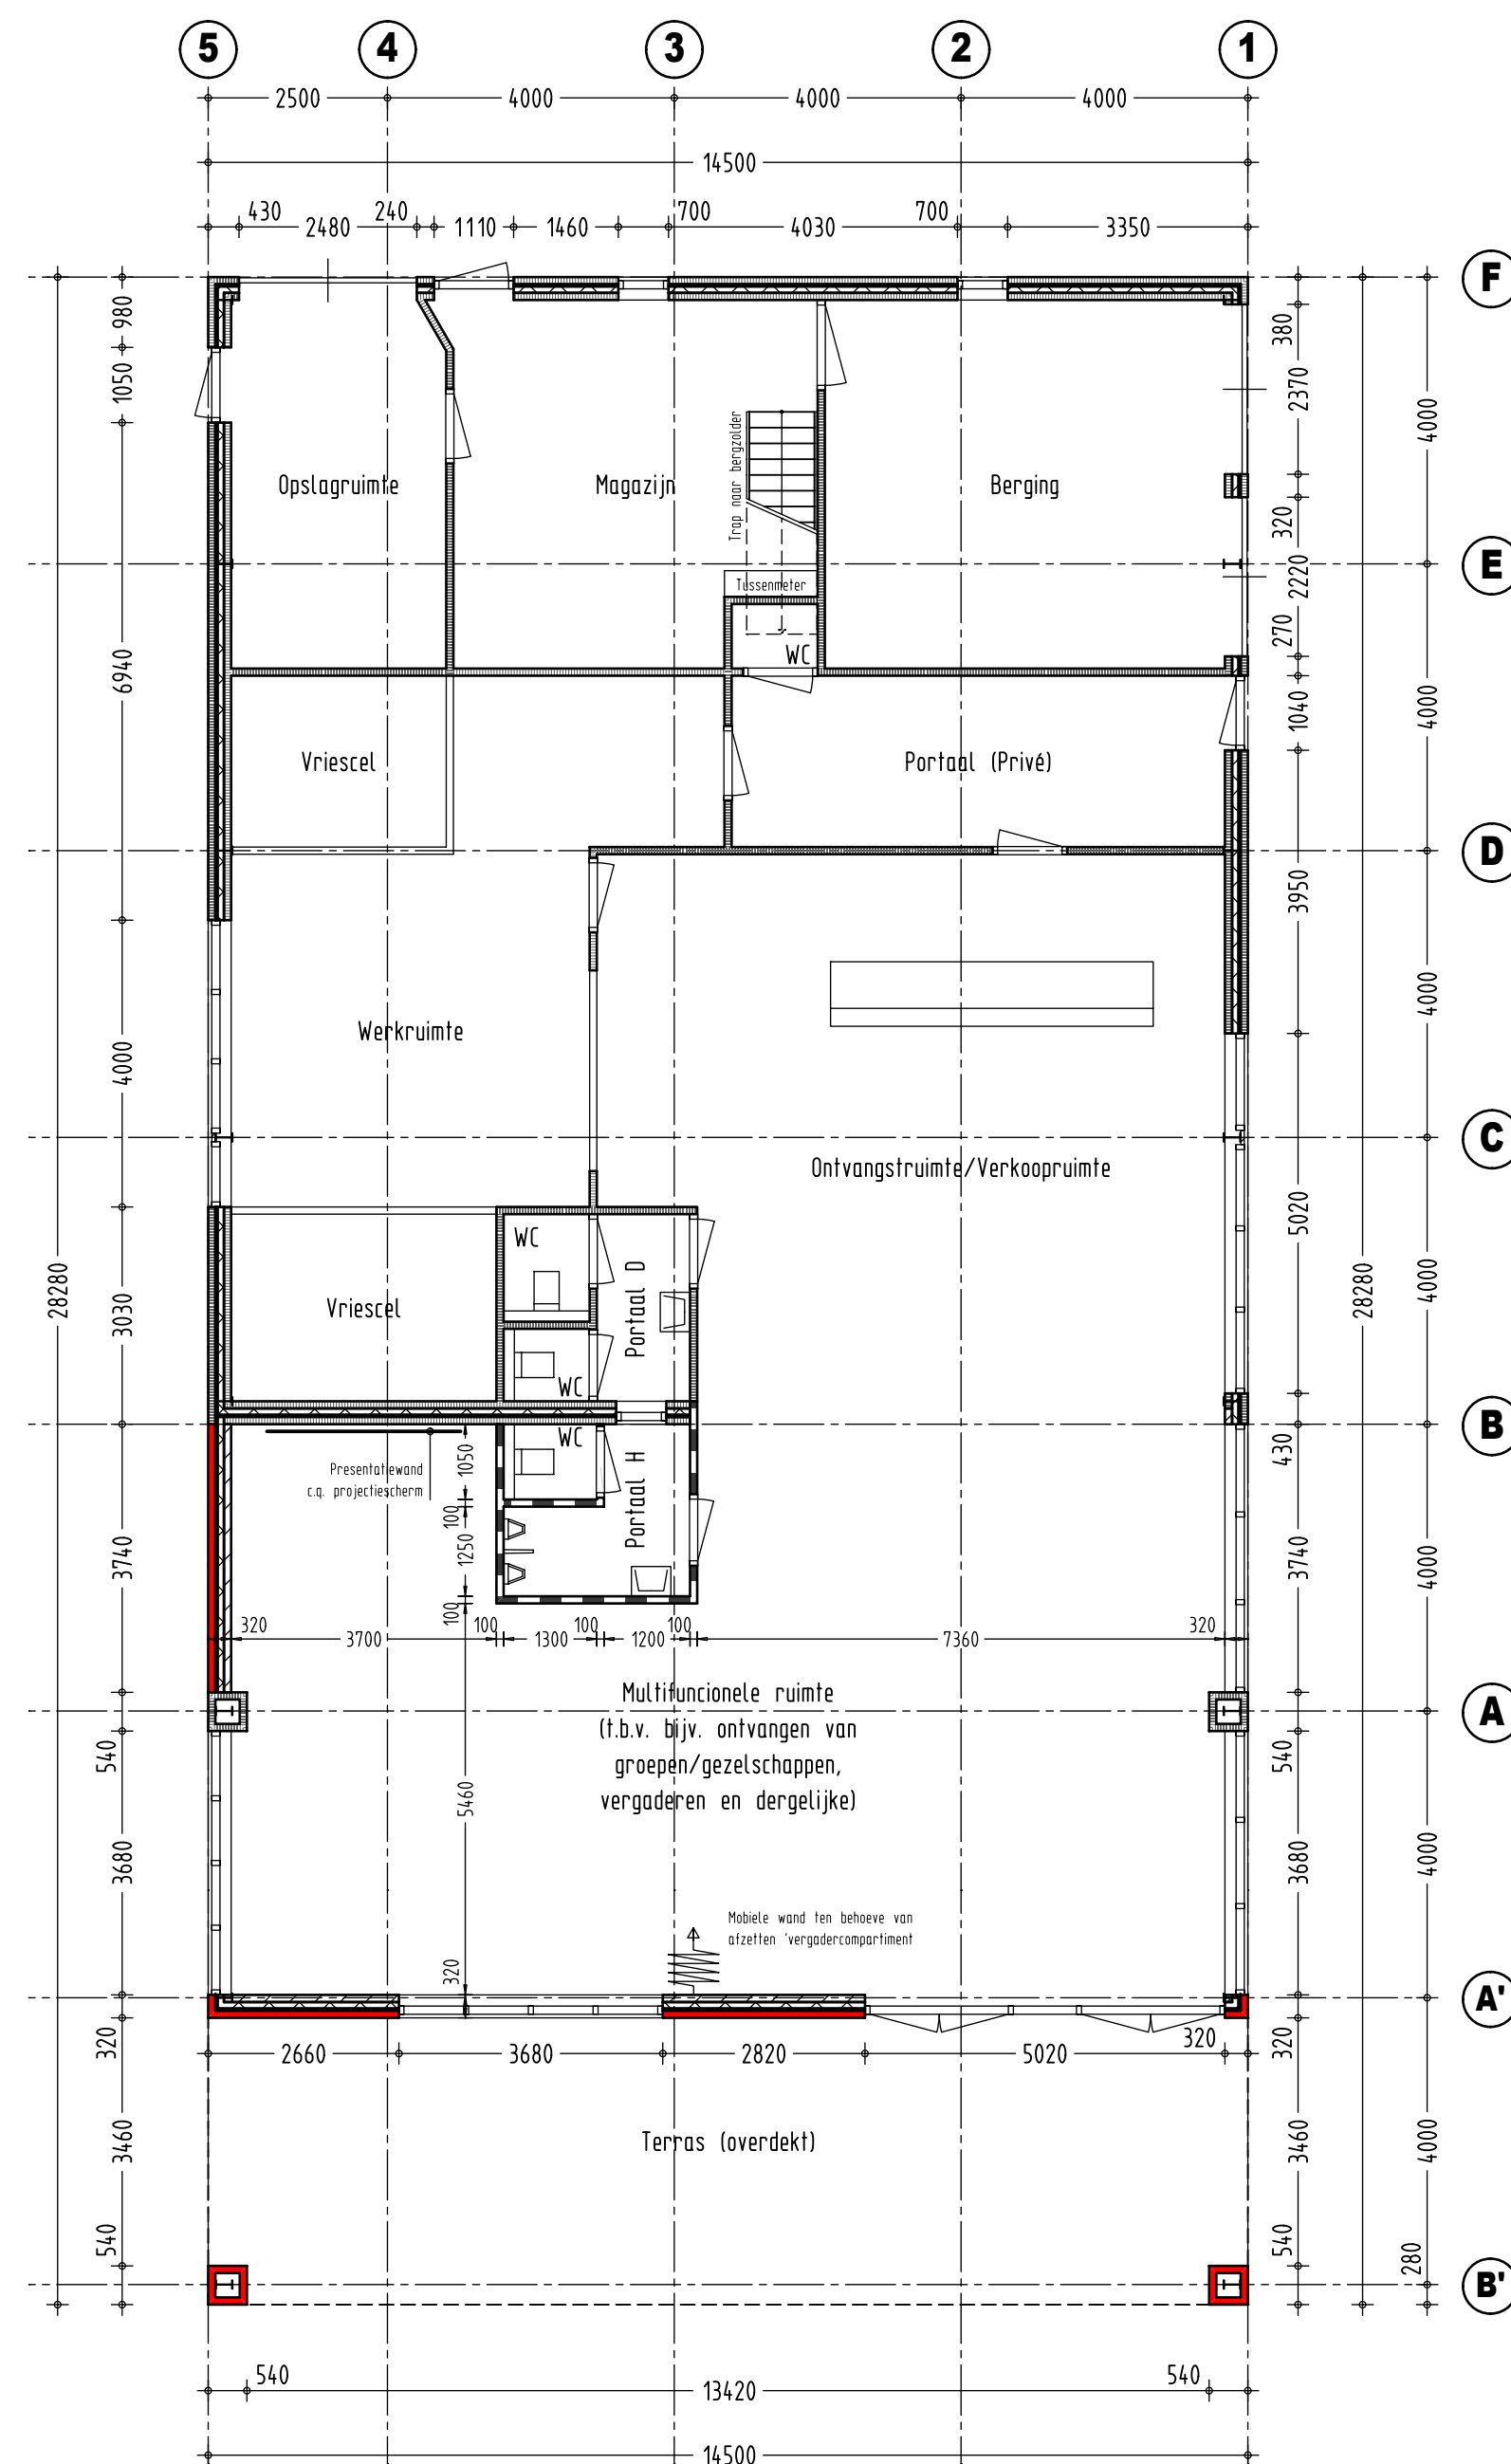 5 4 3 2 1
2500 4000 4000 4000
14500
430 2480 240 1110 1460 700 4030 700 3350
F
E
D
C
B
A
A'
B'
28280
980
1050
6940
4000
3030
3740
540
3680
320
3460
540
380
2370
320
2220
270
1040
3950
5020
430
3740
540
3680
320
3460
540
28280
4000
4000
4000
4000
4000
4000
4000
280
Opslagruimte
Magazijn
Trap naar bergzolder
Berging
Tussenmeter
WC
Vriescel
Portaal (Privé)
Werkruimte
Ontvangstruimte/Verkoopruimte
WC
Portaal D
Vriescel
WC
WC
Portaal H
Presentatiewand
c.q. projectiescherm
1050
100
1250
100
320 3700 100 1300 100 1200 100 7360 320
Multifuncionele ruimte
(t.b.v. bijv. ontvangen van
groepen/gezelschappen,
vergaderen en dergelijke)
5460
320
Mobiele wand ten behoeve van
afzetten 'vergadercompartiment
2660 3680 2820 5020 320
Terras (overdekt)
540 13420 540
14500